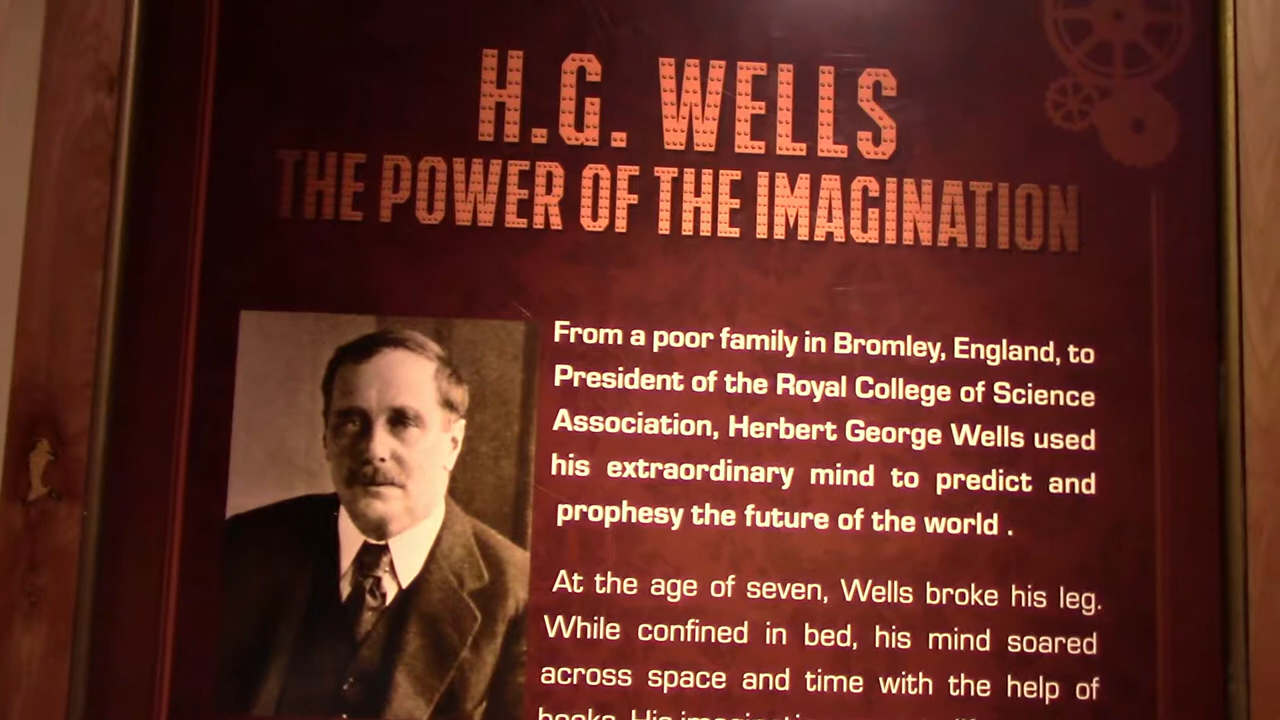 H.G. WELLS
THE POWER OF THE IMAGINATION
From a poor family in Bromley, England, to
President of the Royal College of Science
Association, Herbert George Wells used
his extraordinary mind to predict and
prophesy the future of the world .
At the age of seven, Wells broke his leg.
While confined in bed, his mind soared
across space and time with the help of
books. His